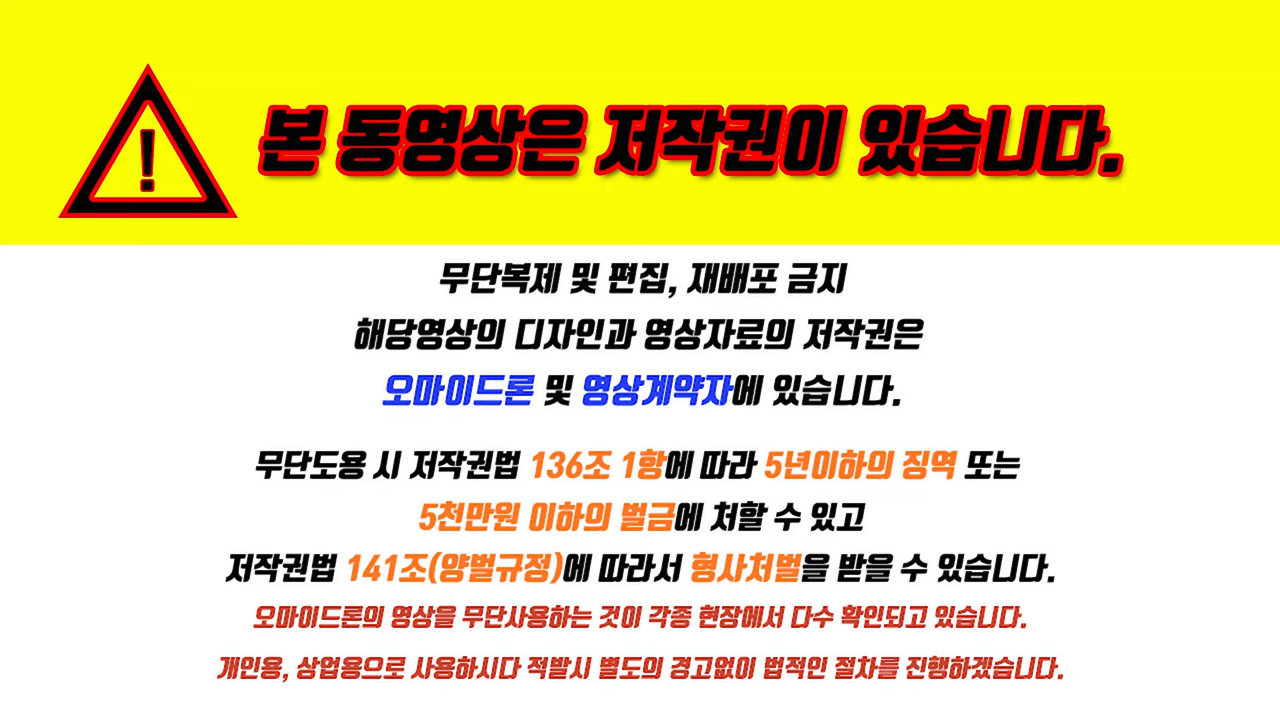 본 동영상은 저작권이 있습니다.
무단복제 및 편집, 재배포 금지
해당영상의 디자인과 영상자료의 저작권은
오마이드론 및 영상계약자에 있습니다.
무단도용 시 저작권법 136조 1항에 따라 5년이하의 징역 또는
5천만원 이하의 벌금에 처할 수 있고
저작권법 141조(양벌규정)에 따라서 형사처벌을 받을 수 있습니다.
오마이드론의 영상을 무단사용하는 것이 각종 현장에서 다수 확인되고 있습니다.
개인용, 상업용으로 사용하시다 적발시 별도의 경고없이 법적인 절차를 진행하겠습니다.